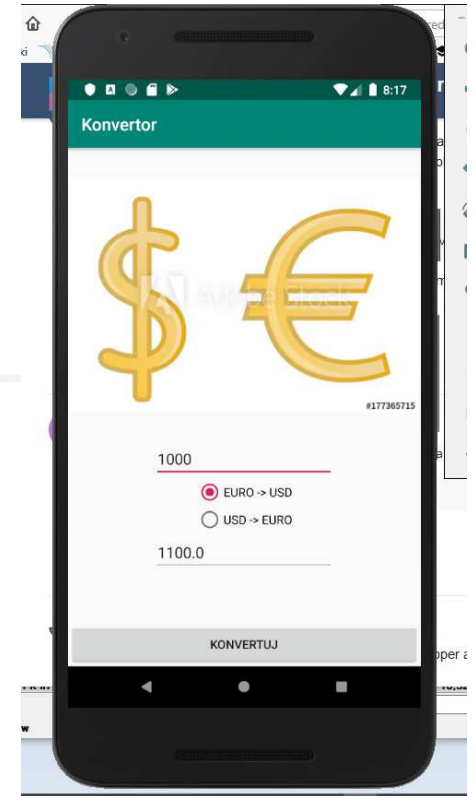 8:17
Konvertor
Adobe Stock
#177365715
1000
EURO -> USD
USD -> EURO
1100.0
KONVERTUJ